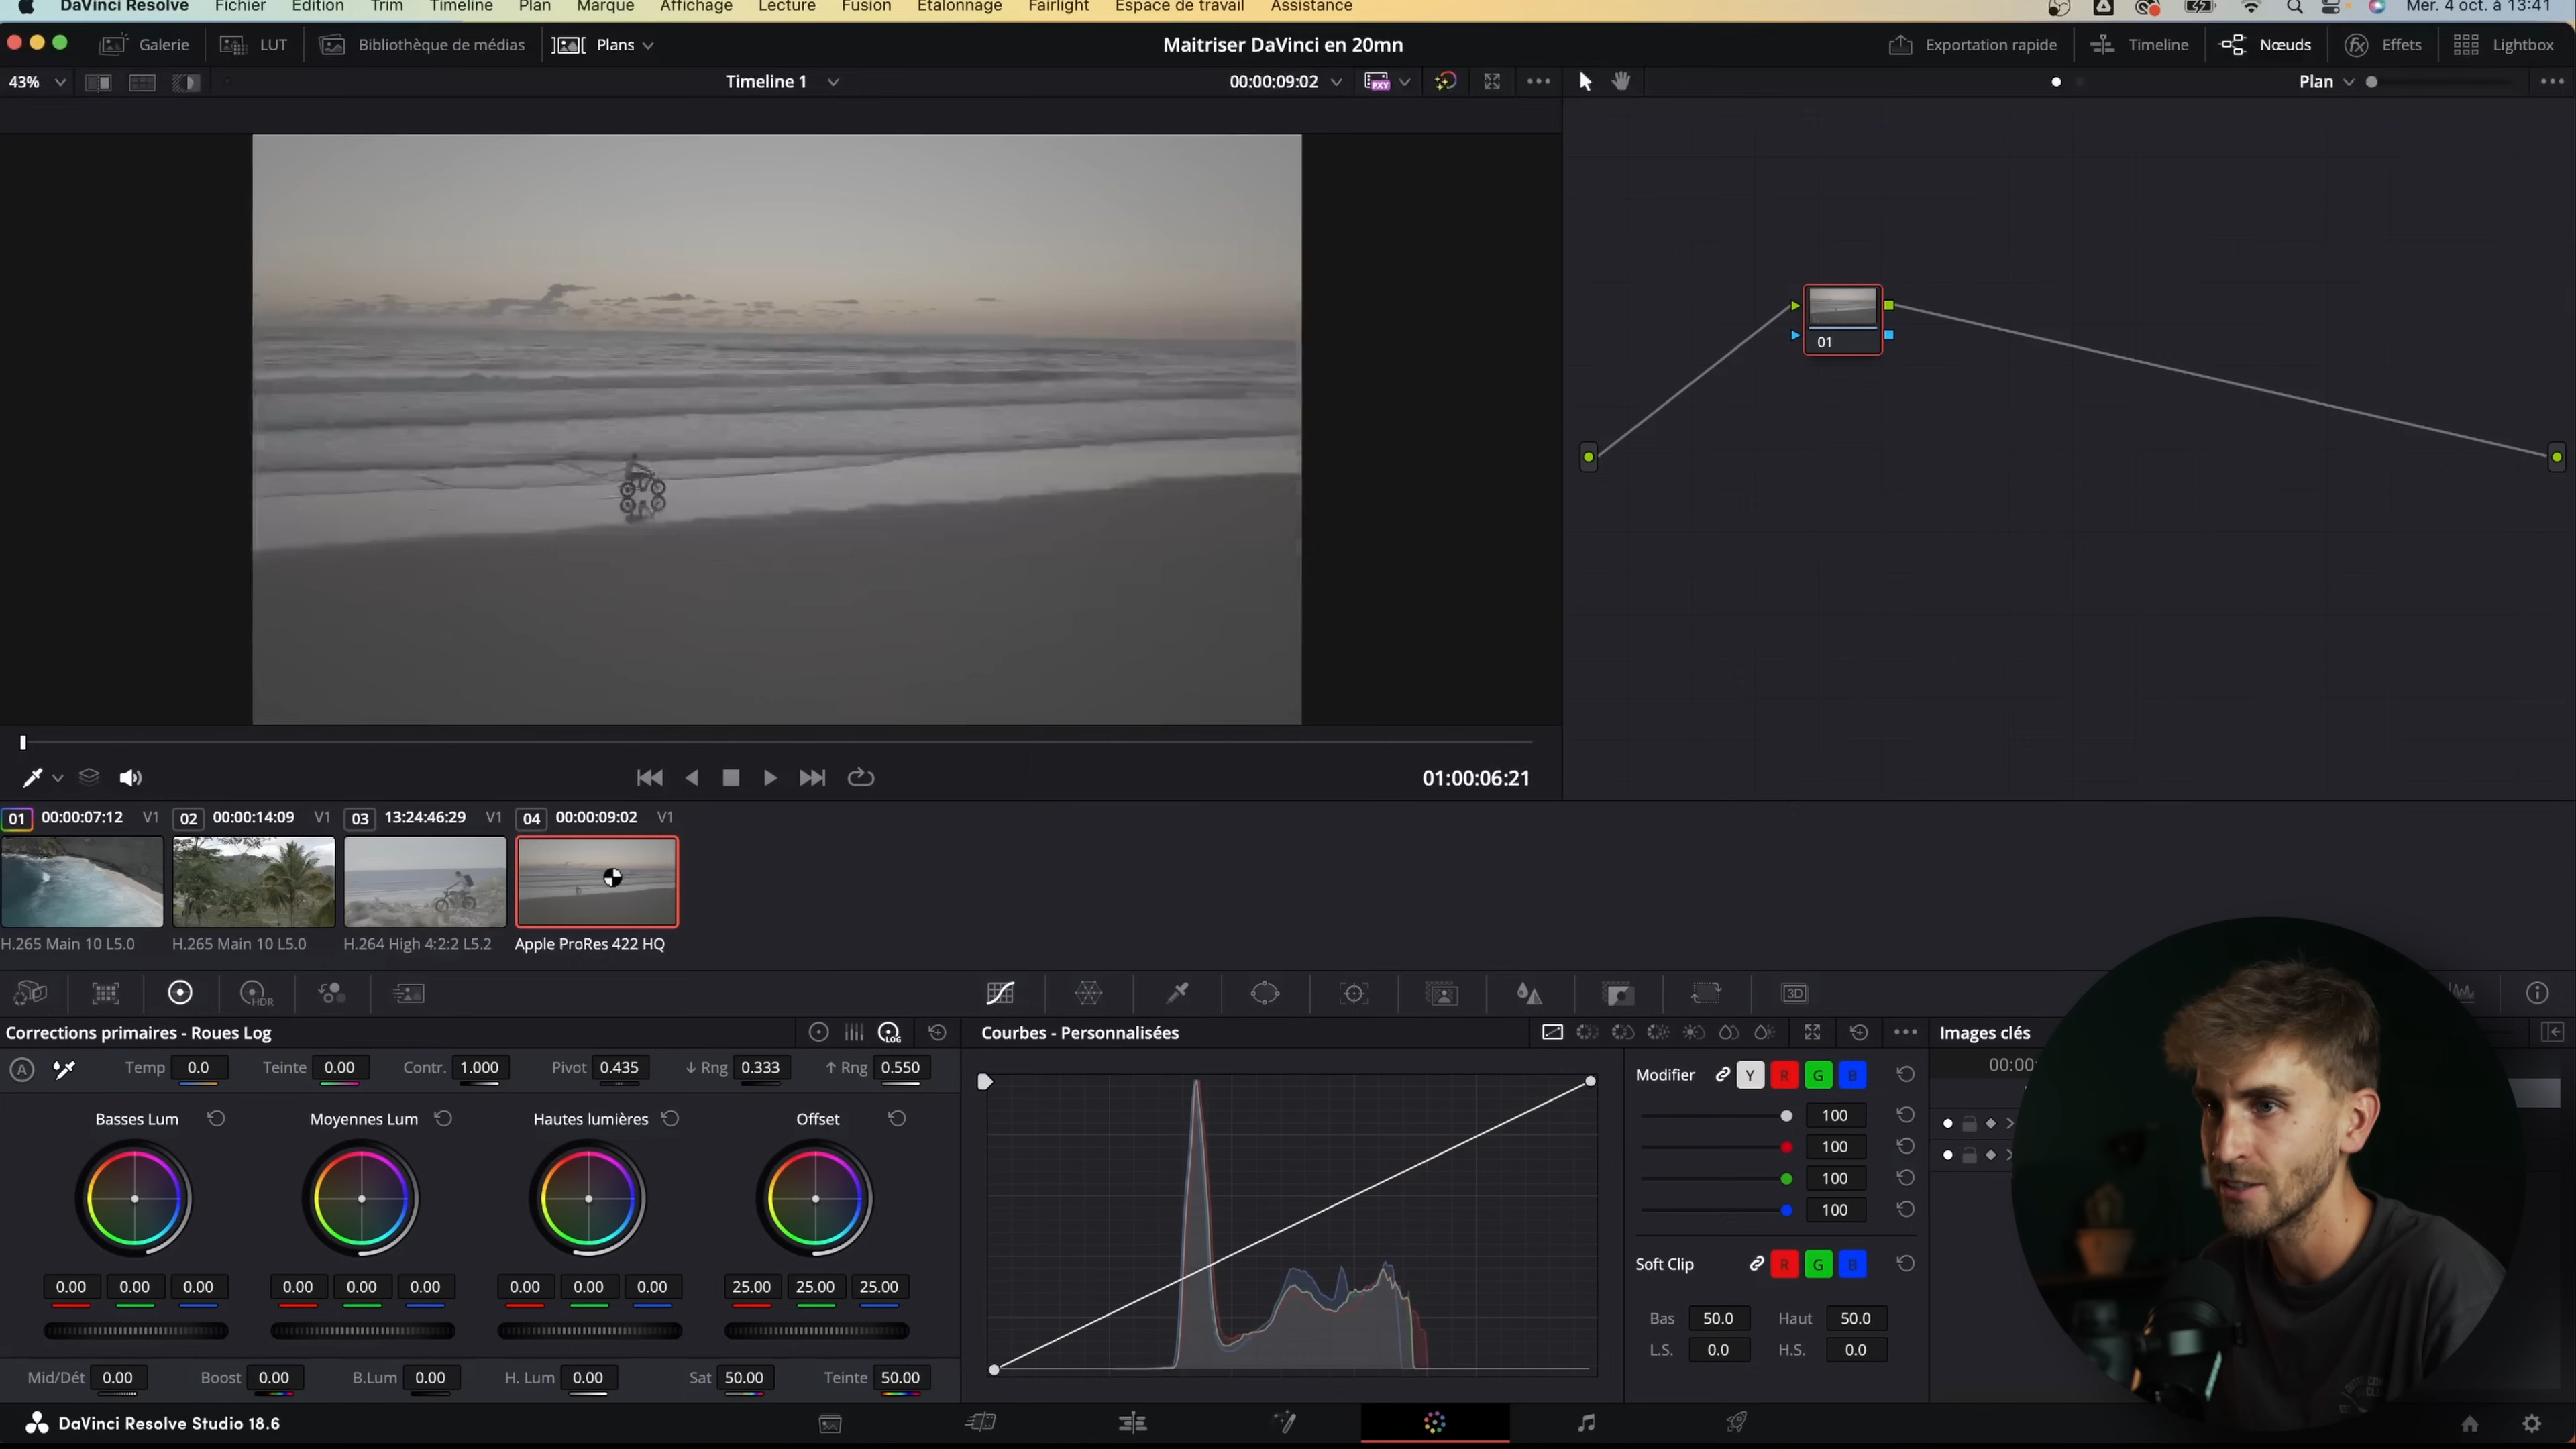 DaVinci Resolve Fichier Édition Trim Timeline Plan Marque Affichage Lecture Fusion Étalonnage Fairlight Espace de travail Assistance Mer. 4 oct. à 13:41
Galerie LUT Bibliothèque de médias Plans Maitriser DaVinci en 20mn Exportation rapide Timeline Nœuds Effets Lightbox
43% Timeline 1 00:00:09:02 PXY Plan
01
01:00:06:21
01 00:00:07:12 V1 02 00:00:14:09 V1 03 13:24:46:29 V1 04 00:00:09:02 V1
H.265 Main 10 L5.0 H.265 Main 10 L5.0 H.264 High 4:2:2 L5.2 Apple ProRes 422 HQ
HDR 3D
Corrections primaires - Roues Log LOG Courbes - Personnalisées Images clés
A Temp 0.0 Teinte 0.00 Contr. 1.000 Pivot 0.435 ↓ Rng 0.333 ↑ Rng 0.550 Modifier Y R G B 00:00:
Basses Lum Moyennes Lum Hautes lumières Offset 100
100
100
100
0.00 0.00 0.00 0.00 0.00 0.00 0.00 0.00 0.00 25.00 25.00 25.00 Soft Clip R G B
Bas 50.0 Haut 50.0
L.S. 0.0 H.S. 0.0
Mid/Dét 0.00 Boost 0.00 B.Lum 0.00 H. Lum 0.00 Sat 50.00 Teinte 50.00
DaVinci Resolve Studio 18.6